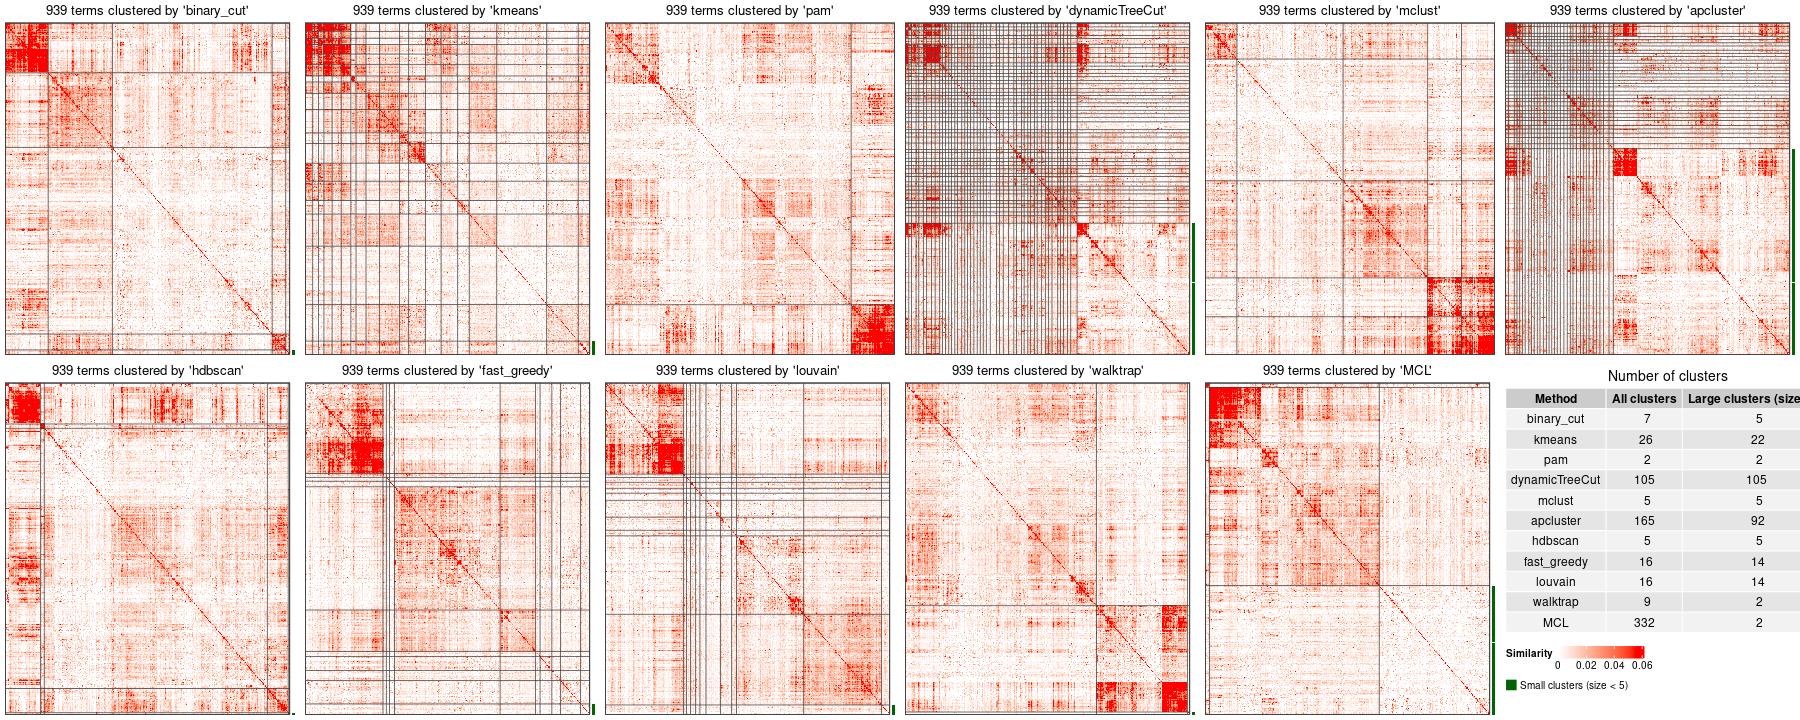 939 terms clustered by 'binary_cut'
939 terms clustered by 'kmeans'
939 terms clustered by 'pam'
939 terms clustered by 'dynamicTreeCut'
939 terms clustered by 'mclust'
939 terms clustered by 'apcluster'
939 terms clustered by 'hdbscan'
939 terms clustered by 'fast_greedy'
939 terms clustered by 'louvain'
939 terms clustered by 'walktrap'
939 terms clustered by 'MCL'
Number of clusters
Method All clusters Large clusters (size
binary_cut 7 5
kmeans 26 22
pam 2 2
dynamicTreeCut 105 105
mclust 5 5
apcluster 165 92
hdbscan 5 5
fast_greedy 16 14
louvain 16 14
walktrap 9 2
MCL 332 2
Similarity
0 0.02 0.04 0.06
Small clusters (size < 5)